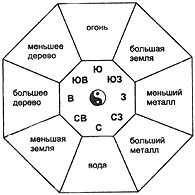 огонь
меньшее
дерево
большая
земля
Ю
ЮВ
ЮЗ
большее
дерево
В
З
меньший
металл
СВ
СЗ
С
меньшая
земля
больший
металл
вода